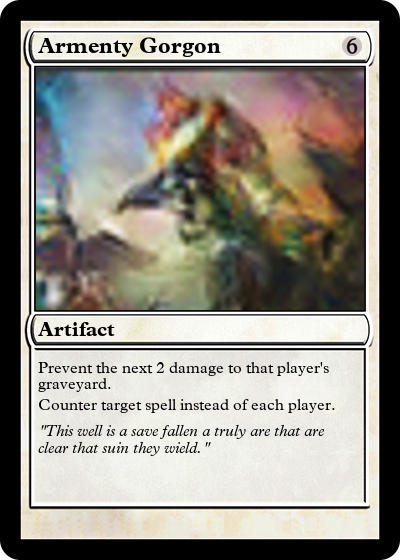 Armenty Gorgon 6
Artifact
Prevent the next 2 damage to that player's
graveyard.
Counter target spell instead of each player.
"This well is a save fallen a truly are that are
clear that suin they wield. "